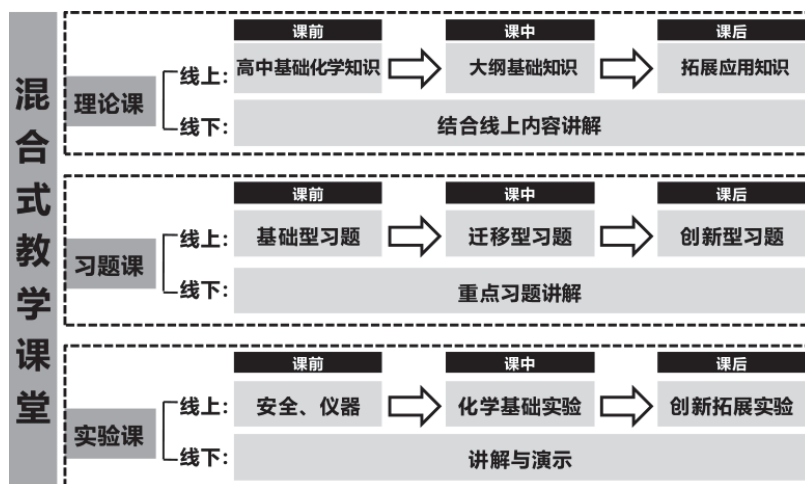 混合式教学课堂
课前 课中 课后
理论课
线上: 高中基础化学知识 大纲基础知识 拓展应用知识
线下: 结合线上内容讲解
课前 课中 课后
习题课
线上: 基础型习题 迁移型习题 创新型习题
线下: 重点习题讲解
课前 课中 课后
实验课
线上: 安全、仪器 化学基础实验 创新拓展实验
线下: 讲解与演示